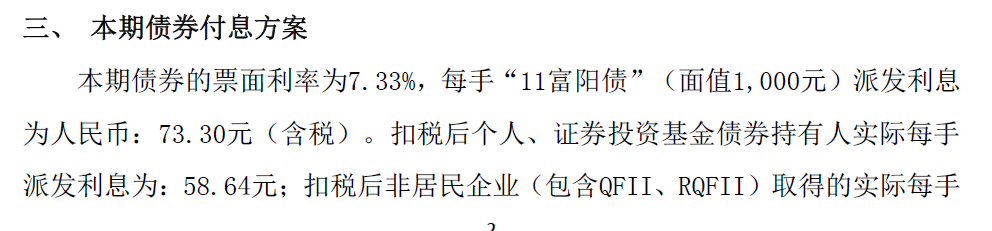 三、 本期债券付息方案
本期债券的票面利率为7.33%，每手“11富阳债”（面值1,000元）派发利息
为人民币：73.30元（含税）。扣税后个人、证券投资基金债券持有人实际每手
派发利息为：58.64元；扣税后非居民企业（包含QFII、RQFII）取得的实际每手
2